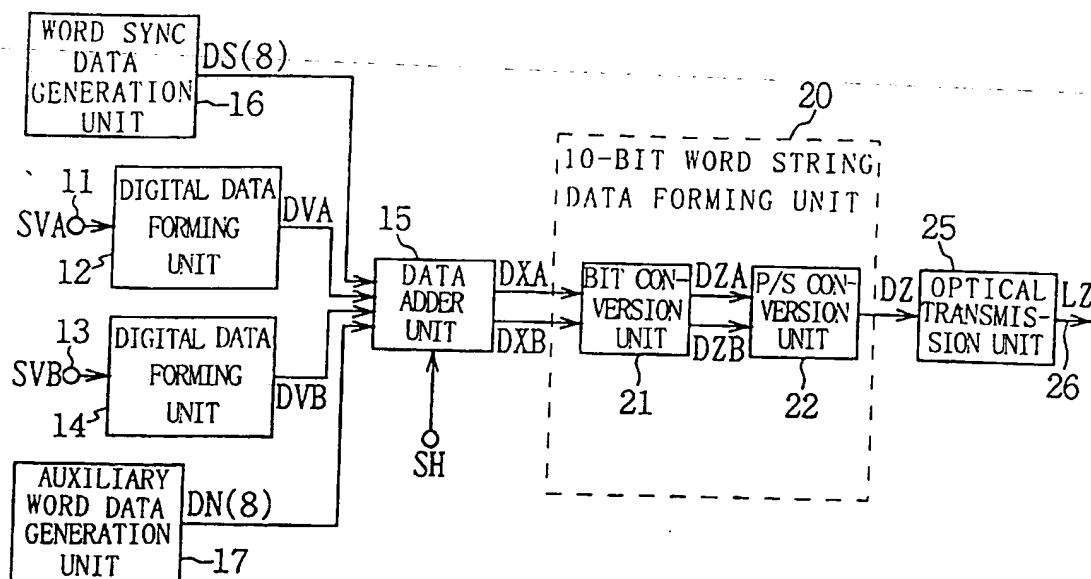 WORD SYNC
DATA
GENERATION
UNIT
DS(8)
16
11
SVA
DIGITAL DATA
FORMING
UNIT
12
DVA
13
SVB
DIGITAL DATA
FORMING
UNIT
14
DVB
AUXILIARY
WORD DATA
GENERATION
UNIT
DN(8)
17
15
DATA
ADDER
UNIT
SH
DXA
DXB
20
10-BIT WORD STRING
DATA FORMING UNIT
BIT CON-
VERSION
UNIT
21
DZA
DZB
P/S CON-
VERSION
UNIT
22
DZ
25
OPTICAL
TRANSMIS-
SION UNIT
LZ
26